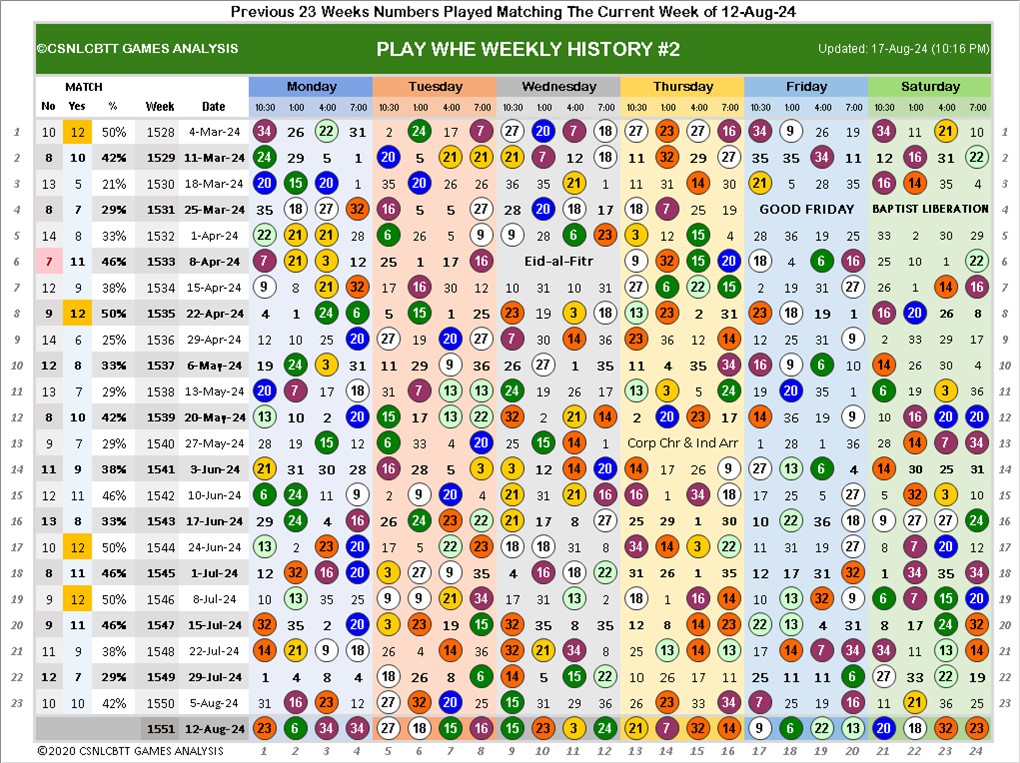 Previous 23 Weeks Numbers Played Matching The Current Week of 12-Aug-24
©CSNLCBTT GAMES ANALYSIS PLAY WHE WEEKLY HISTORY #2 Updated: 17-Aug-24 (10:16 PM)
MATCH Monday Tuesday Wednesday Thursday Friday Saturday
No Yes % Week Date 10:30 1:00 4:00 7:00 10:30 1:00 4:00 7:00 10:30 1:00 4:00 7:00 10:30 1:00 4:00 7:00 10:30 1:00 4:00 7:00 10:30 1:00 4:00 7:00
1 10 12 50% 1528 4-Mar-24 34 26 22 31 2 24 17 7 27 20 7 18 27 23 27 16 34 9 26 19 34 11 21 10 1
2 8 10 42% 1529 11-Mar-24 24 29 5 1 20 5 21 21 21 7 12 18 11 32 29 27 35 35 34 11 12 16 31 22 2
3 13 5 21% 1530 18-Mar-24 20 15 20 1 35 20 26 26 36 35 21 1 11 31 14 30 21 5 28 35 16 14 35 4 3
4 8 7 29% 1531 25-Mar-24 35 18 27 32 16 5 5 27 28 20 18 17 18 7 25 19 GOOD FRIDAY BAPTIST LIBERATION 4
5 14 8 33% 1532 1-Apr-24 22 21 21 28 6 26 5 9 9 28 6 23 3 12 15 4 28 36 19 25 33 2 30 29 5
6 7 11 46% 1533 8-Apr-24 7 21 3 12 25 1 17 16 Eid-al-Fitr 9 32 15 20 18 4 6 16 25 10 1 22 6
7 12 9 38% 1534 15-Apr-24 9 8 21 32 17 16 30 12 10 31 10 31 27 6 22 15 2 19 31 27 26 1 14 16 7
8 9 12 50% 1535 22-Apr-24 4 1 24 6 5 15 1 25 23 19 3 18 13 23 2 31 23 18 19 1 16 20 26 8 8
9 14 6 25% 1536 29-Apr-24 12 10 25 20 27 19 20 27 7 30 14 36 23 36 12 14 12 25 31 9 2 33 29 17 9
10 12 8 33% 1537 6-May-24 19 24 3 31 11 29 9 36 26 27 1 35 11 4 35 34 16 9 6 10 14 26 30 4 10
11 13 7 29% 1538 13-May-24 20 7 17 18 31 7 13 13 24 19 26 17 11 3 5 24 19 20 35 1 6 19 3 36 11
12 8 10 42% 1539 20-May-24 13 10 2 20 15 17 13 22 32 2 21 14 2 20 23 17 14 36 19 9 10 16 20 20 12
13 9 7 29% 1540 27-May-24 28 19 15 12 6 33 4 20 25 15 14 1 Corp Chr & Ind Arr 1 28 1 36 28 14 7 34 13
14 11 9 38% 1541 3-Jun-24 21 31 30 28 16 28 5 3 3 12 14 20 14 17 26 9 27 13 6 4 14 30 25 31 14
15 12 11 46% 1542 10-Jun-24 6 24 11 9 2 9 20 4 21 31 21 16 16 1 34 18 17 25 5 27 5 32 3 10 15
16 13 8 33% 1543 17-Jun-24 29 24 4 16 26 24 23 22 21 17 8 27 25 29 1 30 10 22 36 18 9 27 27 24 16
17 10 12 50% 1544 24-Jun-24 13 2 23 20 17 5 22 23 18 18 31 8 34 14 3 22 11 31 19 27 8 7 20 12 17
18 8 11 46% 1545 1-Jul-24 12 32 16 20 3 27 9 35 4 16 18 22 31 26 1 35 12 17 31 32 1 34 35 34 18
19 9 12 50% 1546 8-Jul-24 10 13 35 25 9 9 21 34 17 31 13 2 18 1 16 14 10 13 32 9 6 7 15 20 19
20 9 11 46% 1547 15-Jul-24 32 35 2 20 3 23 19 15 32 35 8 35 12 8 14 23 22 13 4 31 8 17 24 32 20
21 11 9 38% 1548 22-Jul-24 14 21 9 18 26 4 14 36 32 21 34 8 25 13 14 13 17 14 7 34 34 11 13 14 21
22 12 7 29% 1549 29-Jul-24 1 4 8 4 18 26 8 6 14 5 15 22 10 26 17 11 25 11 11 6 27 33 22 19 22
23 10 10 42% 1550 5-Aug-24 31 16 23 12 27 32 20 2 15 31 5 31 26 23 33 34 7 25 19 16 11 21 36 25 23
1551 12-Aug-24 23 6 34 34 27 18 15 16 15 23 3 24 21 7 32 14 9 6 22 13 20 18 32 23
©2020 CSNLCBTT GAMES ANALYSIS 1 2 3 4 5 6 7 8 9 10 11 12 13 14 15 16 17 18 19 20 21 22 23 24